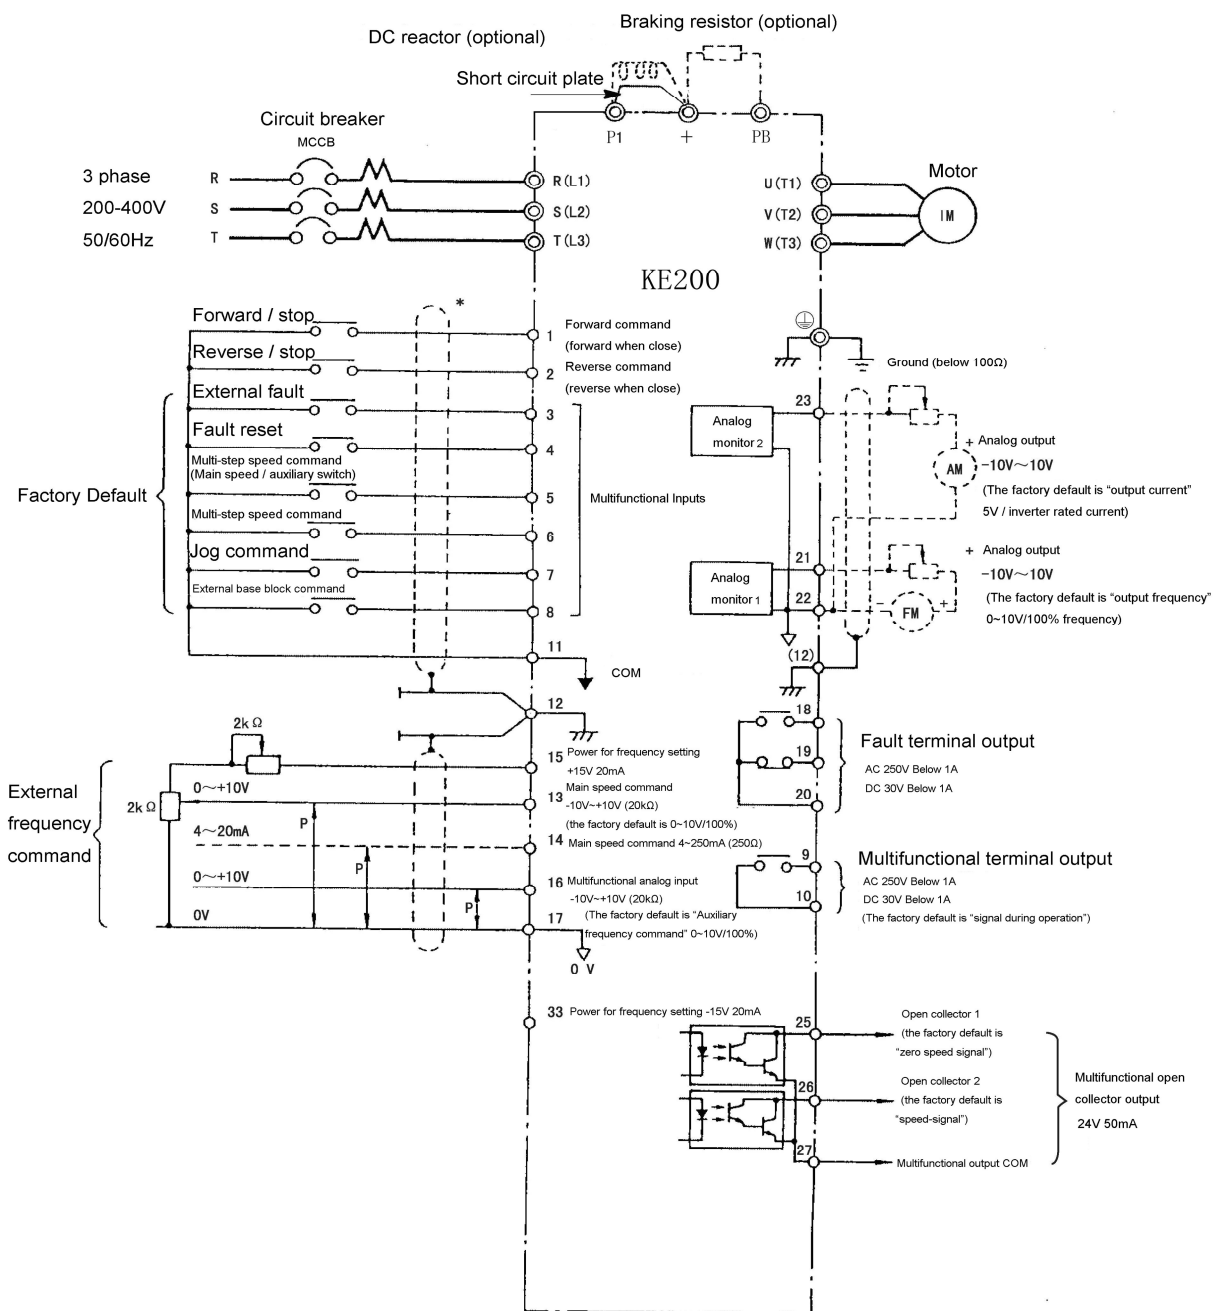 Braking resistor (optional)
DC reactor (optional)
Short circuit plate
P1
+
PB
Circuit breaker
MCCB
3 phase
200-400V
50/60Hz
R
S
T
R(L1)
S(L2)
T(L3)
U(T1)
V(T2)
W(T3)
Motor
IM
KE200
*
Forward / stop
1
Forward command
(forward when close)
Reverse / stop
2
Reverse command
(reverse when close)
Factory Default
External fault
3
Fault reset
4
Multi-step speed command
(Main speed / auxiliary switch)
5
Multi-step speed command
6
Jog command
7
External base block command
8
Multifunctional Inputs
11
COM
12
Ground (below 100Ω)
Analog
monitor 2
23
+ Analog output
AM
-10V～10V
(The factory default is "output current"
5V / inverter rated current)
Analog
monitor 1
21
22
+ Analog output
-10V～10V
(The factory default is "output frequency"
0~10V/100% frequency)
-
FM
+
(12)
External
frequency
command
2kΩ
2kΩ
15
Power for frequency setting
+15V 20mA
0～+10V
13
Main speed command
-10V~+10V (20kΩ)
(the factory default is 0~10V/100%)
P
4～20mA
14
Main speed command 4~250mA (250Ω)
P
0～+10V
16
Multifunctional analog input
-10V~+10V (20kΩ)
(The factory default is "Auxiliary
frequency command" 0~10V/100%)
P
0V
17
0 V
18
19
20
Fault terminal output
AC 250V Below 1A
DC 30V Below 1A
9
10
Multifunctional terminal output
AC 250V Below 1A
DC 30V Below 1A
(The factory default is "signal during operation")
33
Power for frequency setting -15V 20mA
25
Open collector 1
(the factory default is
"zero speed signal")
26
Open collector 2
(the factory default is
"speed-signal")
27
Multifunctional output COM
Multifunctional open
collector output
24V 50mA